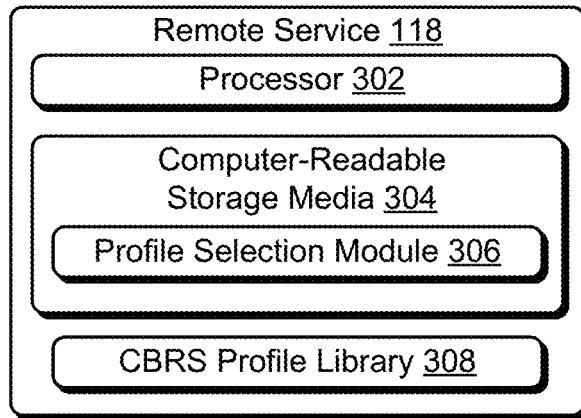 Remote Service 118
Processor 302
Computer-Readable
Storage Media 304
Profile Selection Module 306
CBRS Profile Library 308